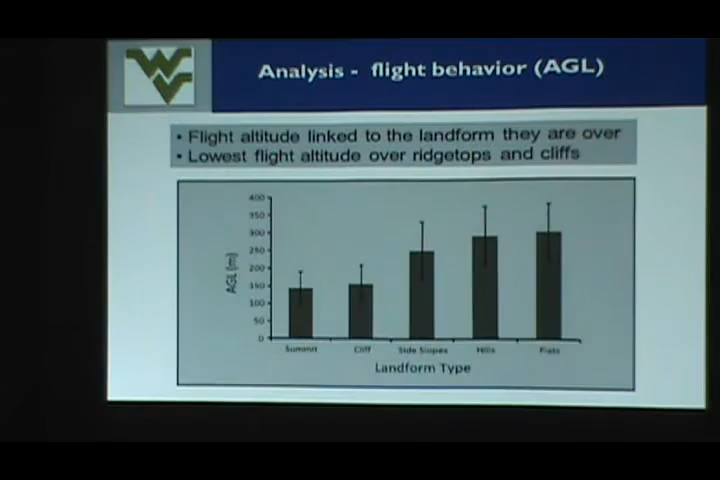 WV
Analysis - flight behavior (AGL)
• Flight altitude linked to the landform they are over
• Lowest flight altitude over ridgetops and cliffs
400
350
300
250
200
150
100
50
0
AGL (m)
Summit Cliff Side Slopes Hills Flats
Landform Type